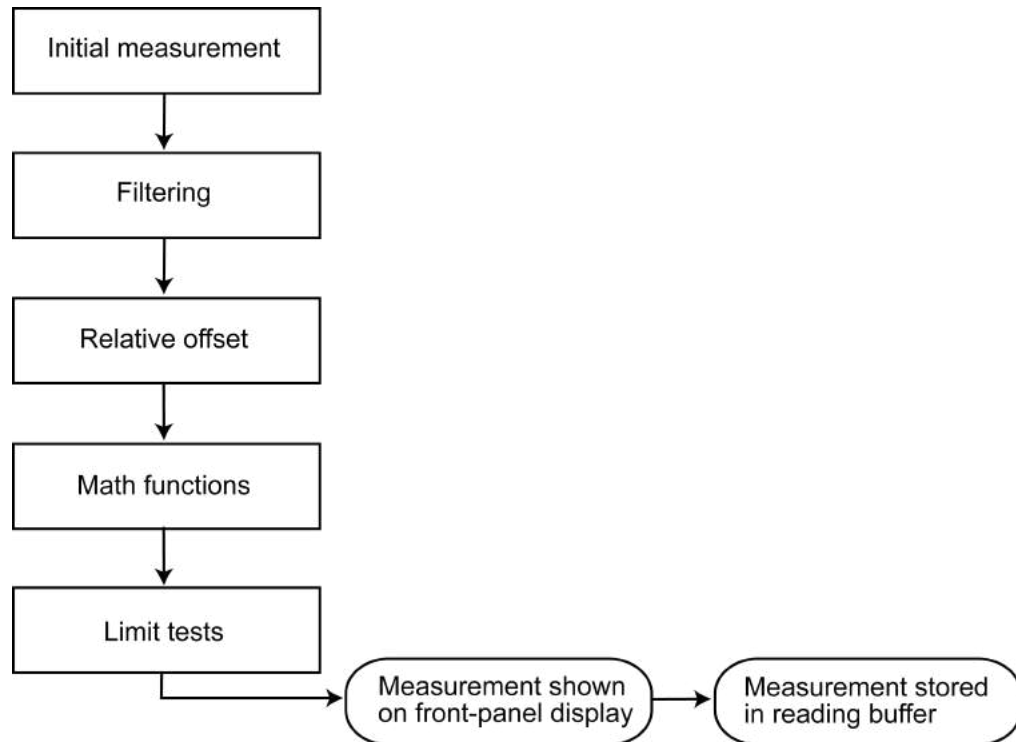 Initial measurement
Filtering
Relative offset
Math functions
Limit tests
Measurement shown
on front-panel display
Measurement stored
in reading buffer